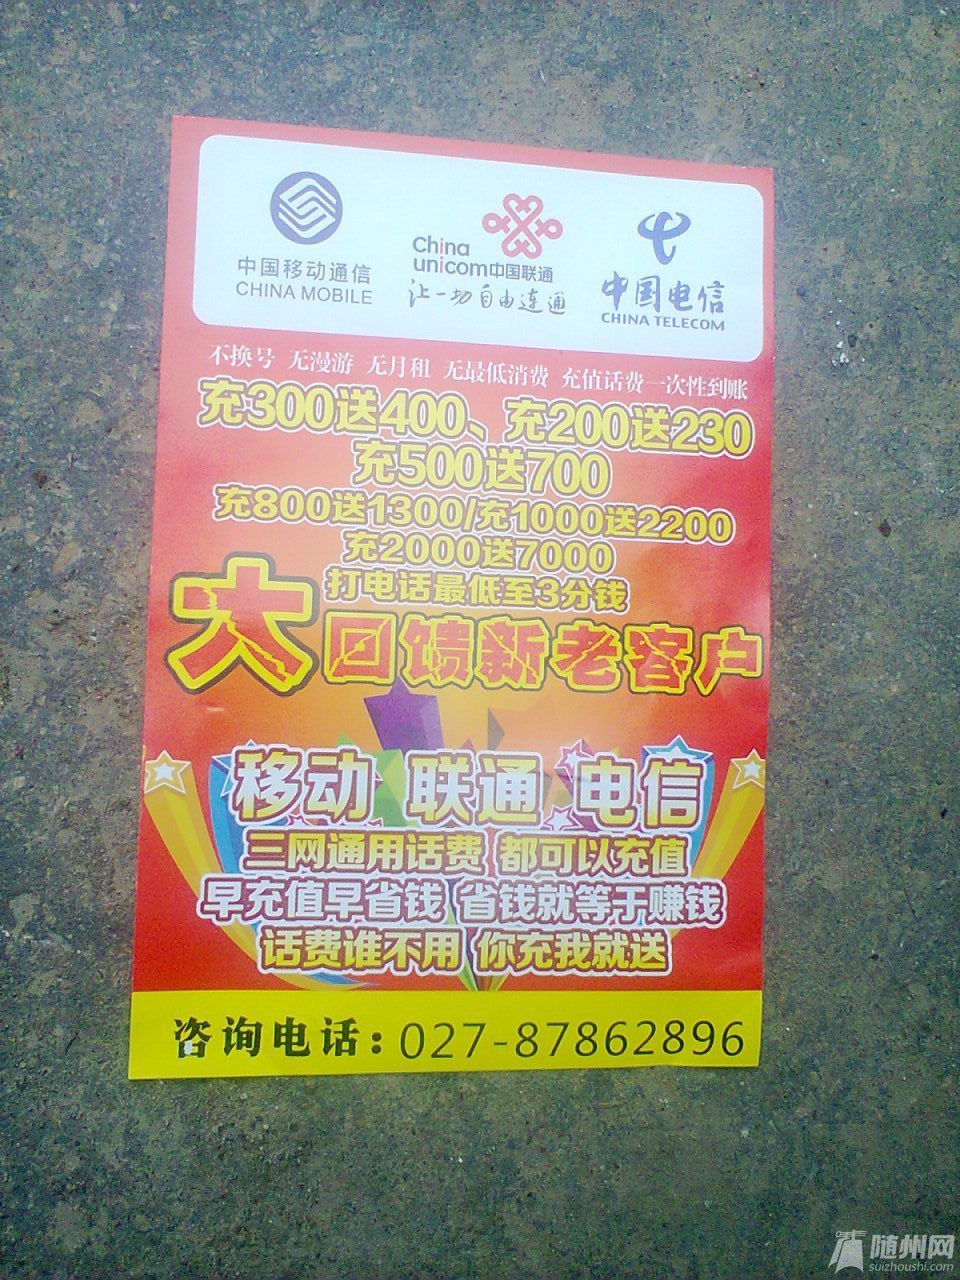 中国移动通信
CHINA MOBILE
China
unicom中国联通
让一切自由连通
中国电信
CHINA TELECOM
不换号 无漫游 无月租 无最低消费 充值话费一次性到账
充300送400、充200送230
充500送700
充800送1300/充1000送2200
充2000送7000
打电话最低至3分钱
大回馈新老客户
移动 联通 电信
三网通用话费 都可以充值
早充值早省钱 省钱就等于赚钱
话费谁不用 你充我就送
咨询电话:027-87862896
随州网
suizhoushi.com